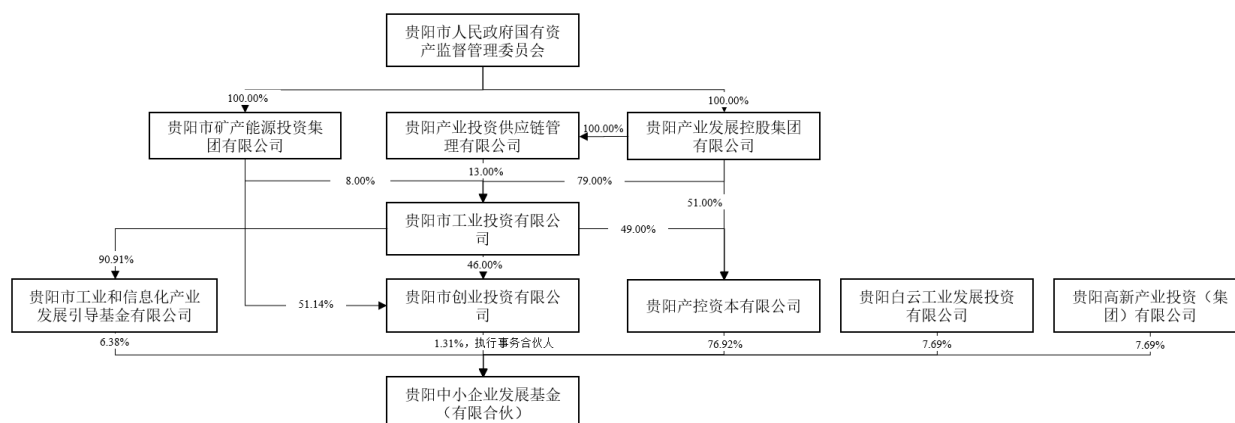 贵阳市人民政府国有资
产监督管理委员会
100.00%
100.00%
贵阳市矿产能源投资集
团有限公司
贵阳产业投资供应链管
理有限公司
100.00%
贵阳产业发展控股集团
有限公司
8.00%
13.00%
79.00%
51.00%
贵阳市工业投资有限公
司
49.00%
90.91%
46.00%
贵阳市工业和信息化产业
发展引导基金有限公司
51.14%
贵阳市创业投资有限公
司
贵阳产控资本有限公司
贵阳白云工业发展投资
有限公司
贵阳高新产业投资（集
团）有限公司
6.38%
1.31%，执行事务合伙人
76.92%
7.69%
7.69%
贵阳中小企业发展基金
（有限合伙）